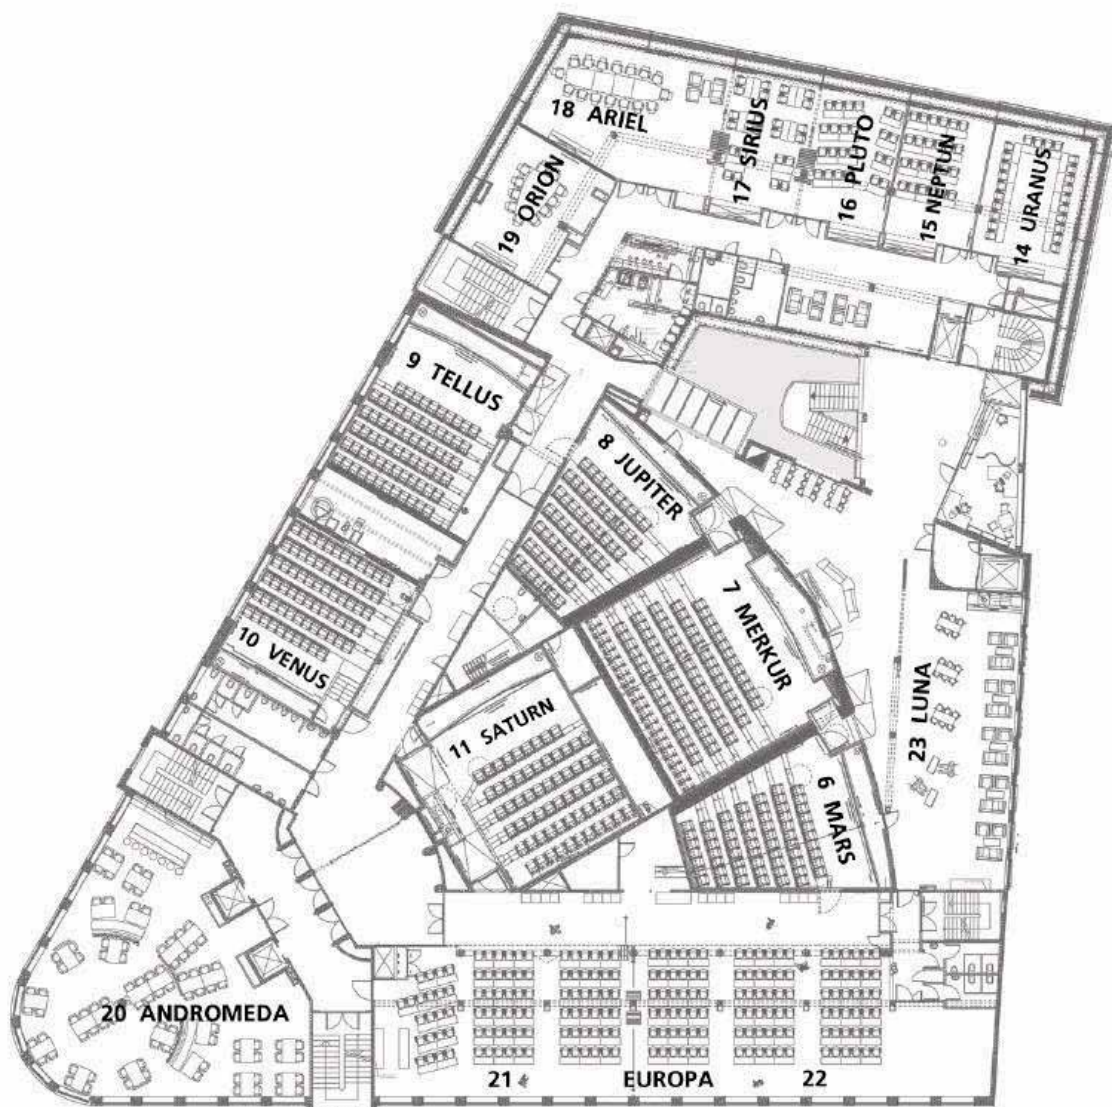 18 ARIEL
17 SIRIUS
16 PLUTO
15 NEPTUN
14 URANUS
19 ORION
9 TELLUS
8 JUPITER
7 MERKUR
10 VENUS
11 SATURN
23 LUNA
6 MARS
20 ANDROMEDA
21 EUROPA 22